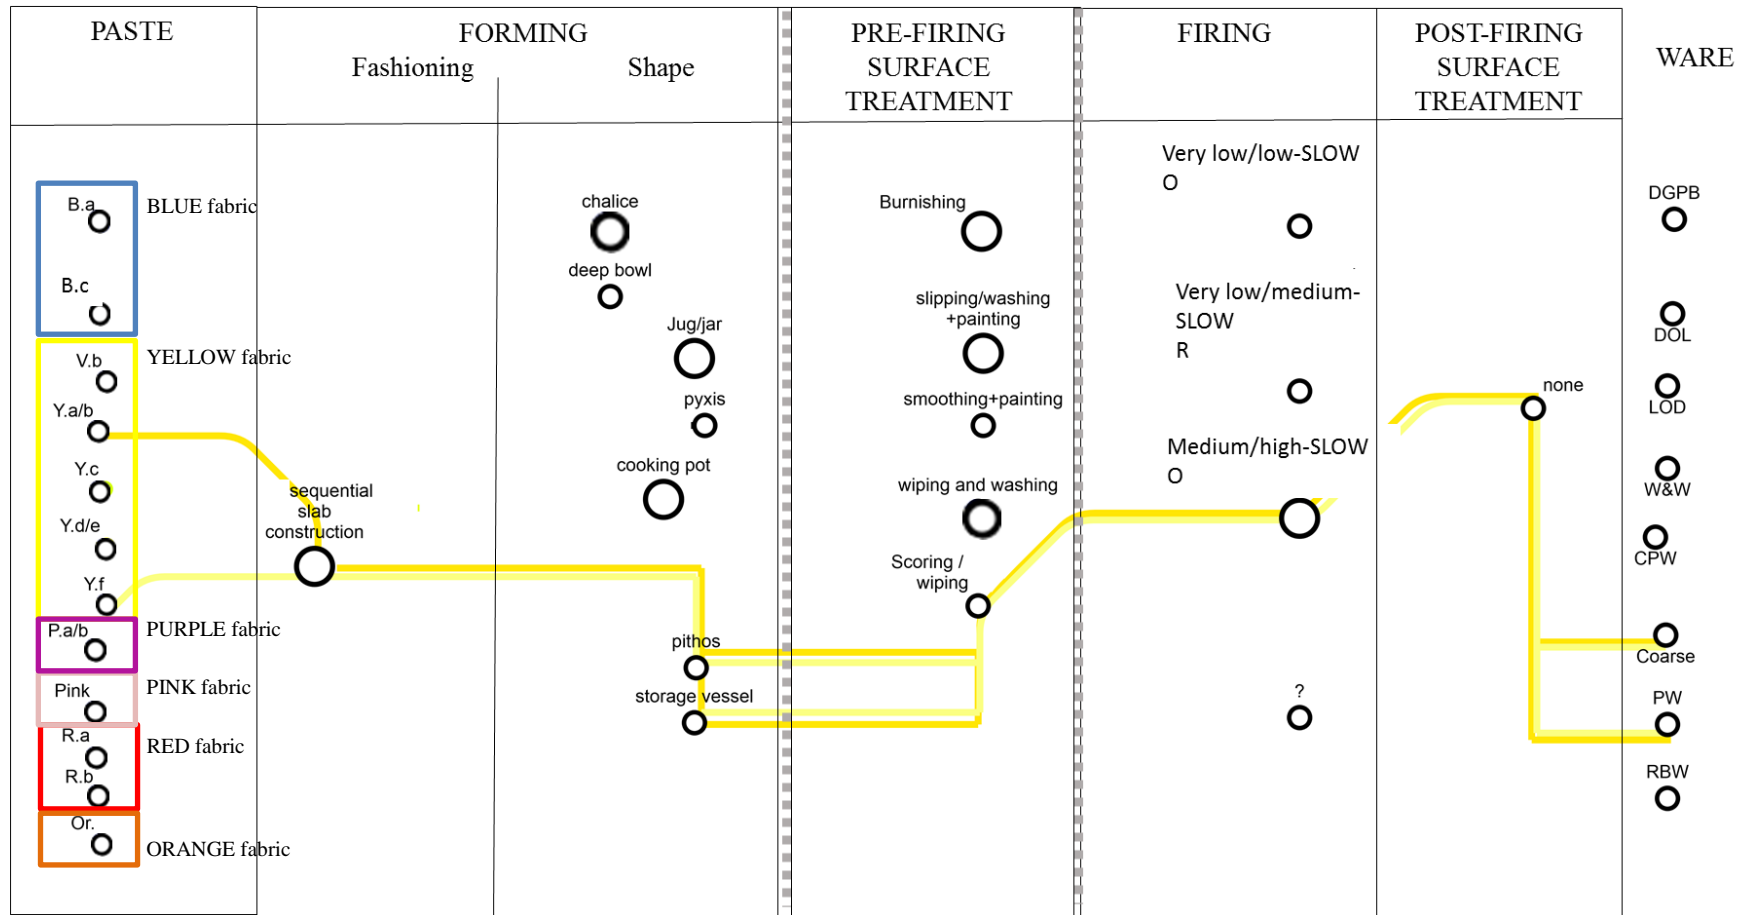 PASTE
FORMING
Fashioning
Shape
PRE-FIRING
SURFACE
TREATMENT
FIRING
POST-FIRING
SURFACE
TREATMENT
WARE
B.a
BLUE fabric
B.c
V.b
YELLOW fabric
Y.a/b
Y.c
Y.d/e
Y.f
P.a/b
PURPLE fabric
Pink
PINK fabric
R.a
RED fabric
R.b
Or.
ORANGE fabric
sequential
slab
construction
chalice
deep bowl
Jug/jar
pyxis
cooking pot
pithos
storage vessel
Burnishing
slipping/washing
+painting
smoothing+painting
wiping and washing
Scoring /
wiping
Very low/low-SLOW
O
Very low/medium-
SLOW
R
Medium/high-SLOW
O
?
none
DGPB
DOL
LOD
W&W
CPW
Coarse
PW
RBW